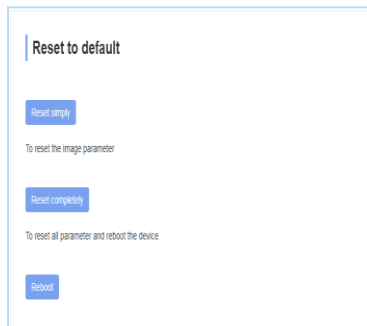 Reset to default
Reset simply
To reset the image parameter
Reset completely
To reset all parameter and reboot the device
Reboot